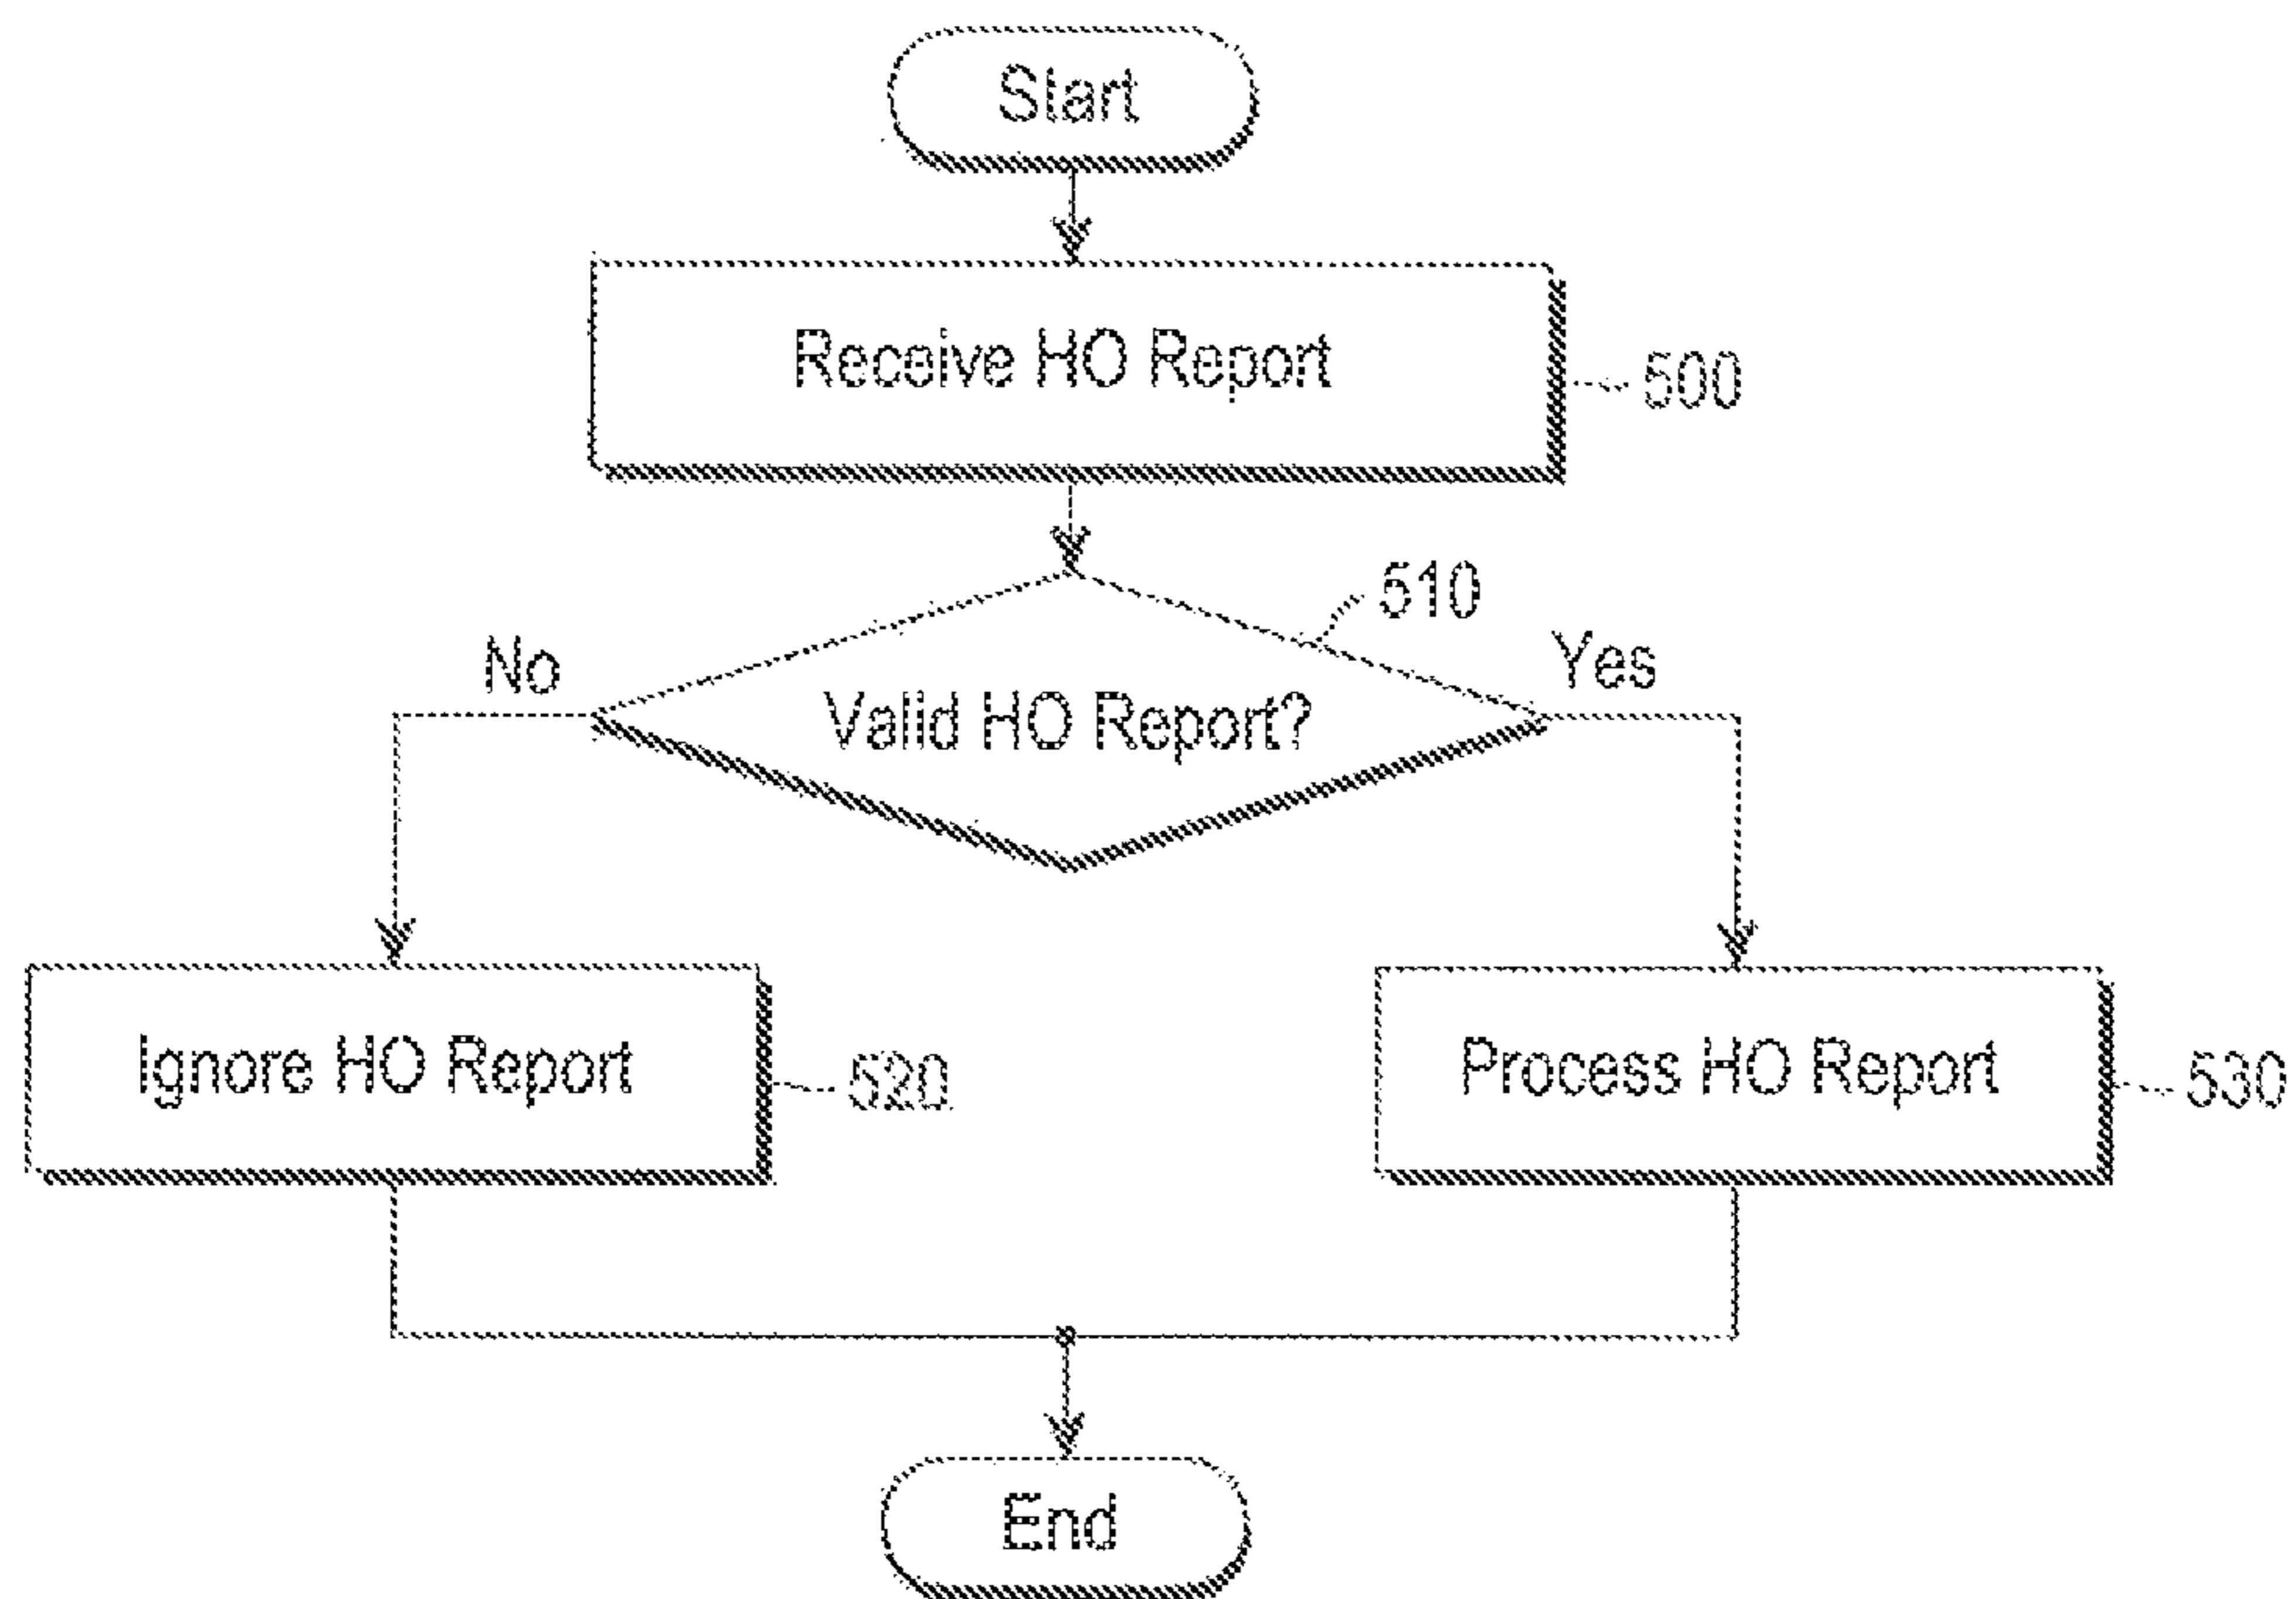 Start
Receive HO Report
500
510
No
Yes
Valid HO Report?
Ignore HO Report
520
Process HO Report
530
End